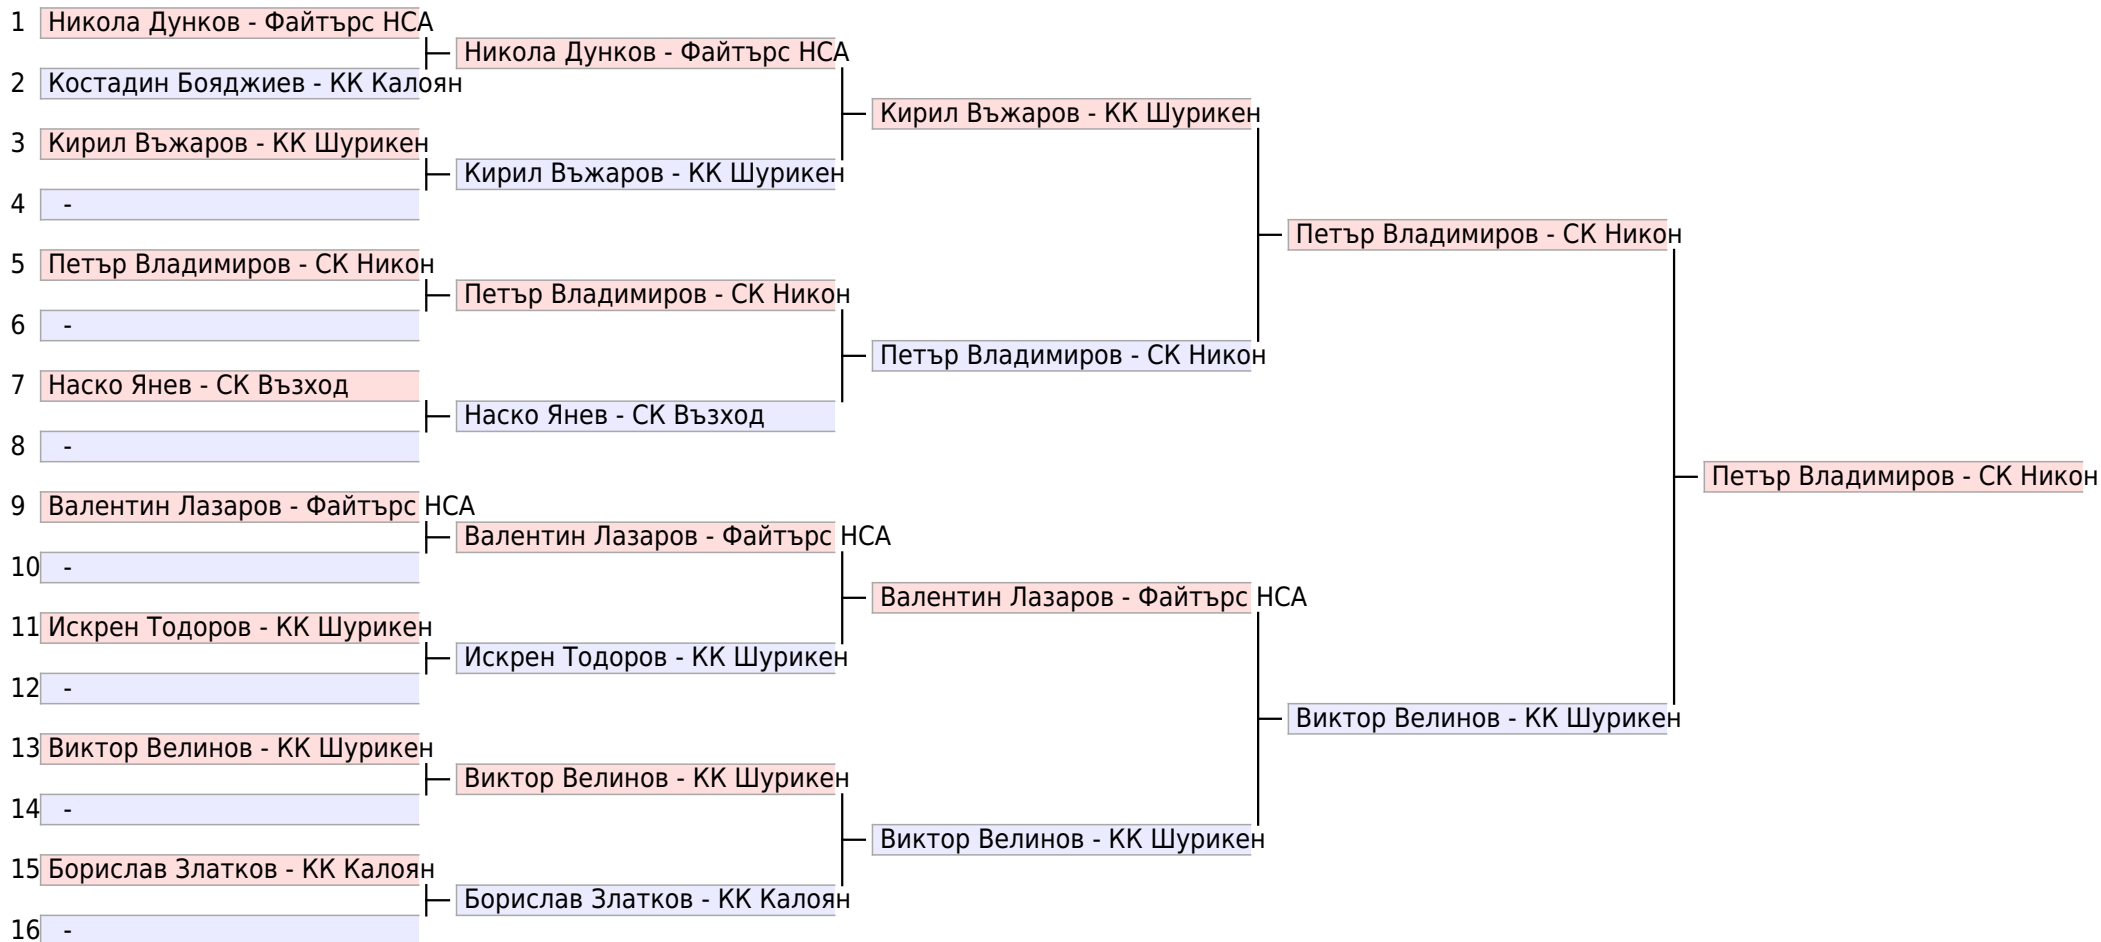 1 Никола Дунков - Файтърс НСА
Никола Дунков - Файтърс НСА
2 Костадин Бояджиев - КК Калоян
Кирил Въжаров - КК Шурикен
3 Кирил Въжаров - КК Шурикен
Кирил Въжаров - КК Шурикен
4 -
Петър Владимиров - СК Никон
5 Петър Владимиров - СК Никон
Петър Владимиров - СК Никон
6 -
Петър Владимиров - СК Никон
7 Наско Янев - СК Възход
Наско Янев - СК Възход
8 -
Петър Владимиров - СК Никон
9 Валентин Лазаров - Файтърс НСА
Валентин Лазаров - Файтърс НСА
10 -
Валентин Лазаров - Файтърс НСА
11 Искрен Тодоров - КК Шурикен
Искрен Тодоров - КК Шурикен
12 -
Виктор Велинов - КК Шурикен
13 Виктор Велинов - КК Шурикен
Виктор Велинов - КК Шурикен
14 -
Виктор Велинов - КК Шурикен
15 Борислав Златков - КК Калоян
Борислав Златков - КК Калоян
16 -